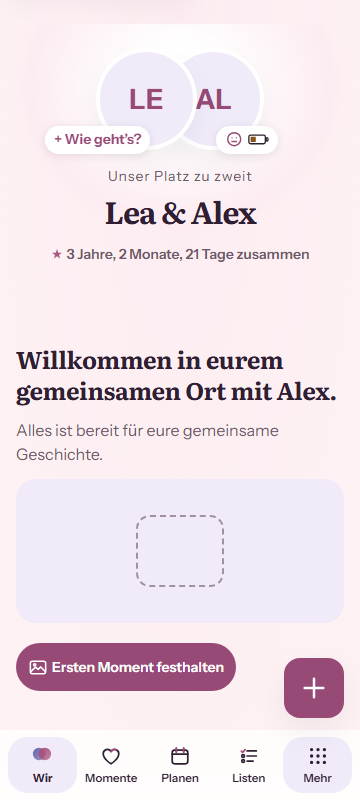 LE
AL
+ Wie geht's?
Unser Platz zu zweit
Lea & Alex
★ 3 Jahre, 2 Monate, 21 Tage zusammen
Willkommen in eurem
gemeinsamen Ort mit Alex.
Alles ist bereit für eure gemeinsame
Geschichte.
Ersten Moment festhalten
Wir
Momente
Planen
Listen
Mehr